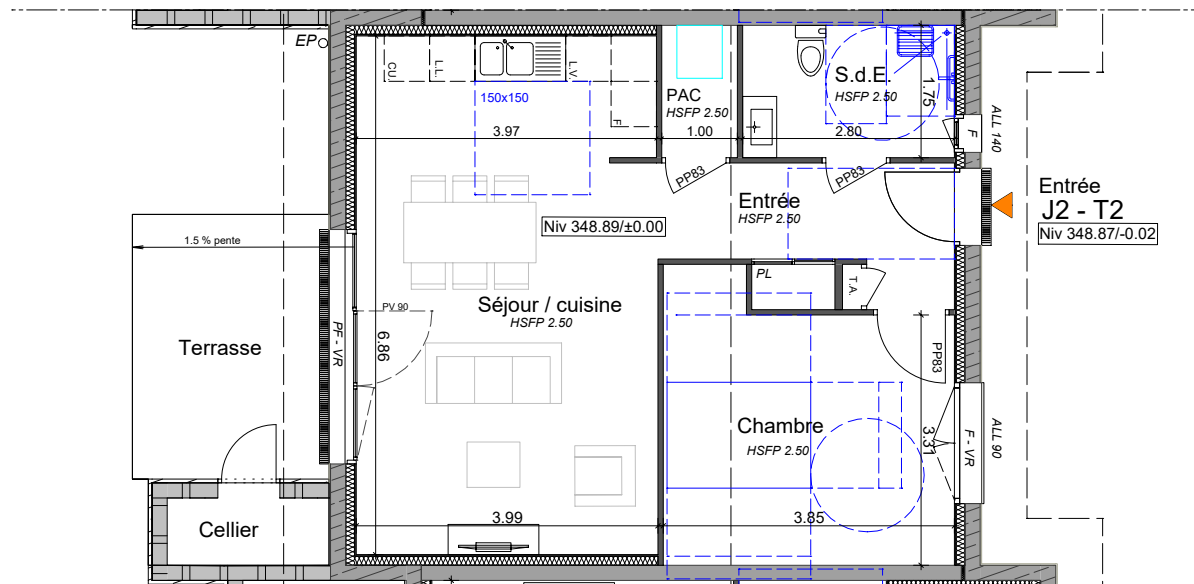 EP
CU.
L.L.
L.V.
F.
150x150
3.97
PAC
HSFP 2.50
1.00
S.d.E.
HSFP 2.50
1.75
2.80
ALL 140
F
PP83
PP83
Entrée
HSFP 2.50
Niv 348.89/±0.00
Entrée
J2 - T2
Niv 348.87/-0.02
1.5 % pente
PL
T.A.
PV 90
Séjour / cuisine
HSFP 2.50
6.86
PF - VR
Terrasse
PP83
Chambre
HSFP 2.50
3.31
F - VR
ALL 90
Cellier
3.99
3.85